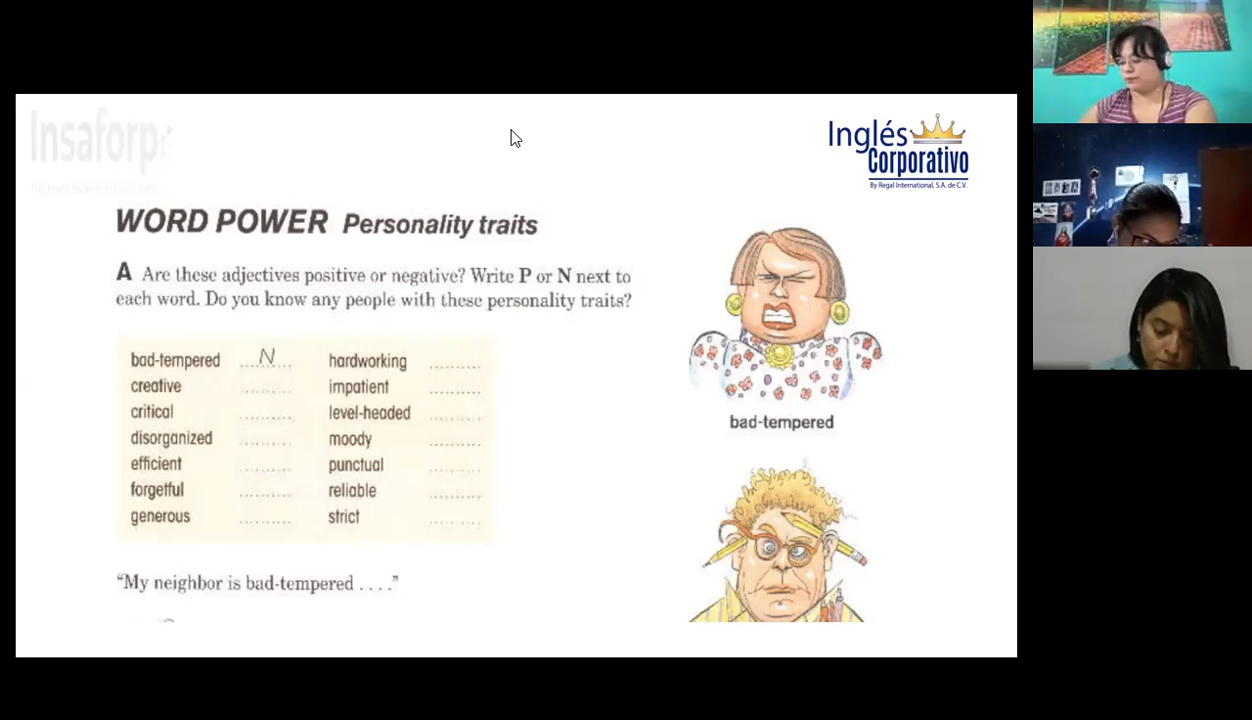 Insaforp
Inglés
Corporativo
By Regal International, S.A. de C.V.
WORD POWER Personality traits
A Are these adjectives positive or negative? Write P or N next to
each word. Do you know any people with these personality traits?
bad-tempered ..N.. hardworking ..........
creative .......... impatient ..........
critical .......... level-headed ..........
disorganized .......... moody ..........
efficient .......... punctual ..........
forgetful .......... reliable ..........
generous .......... strict ..........
bad-tempered
“My neighbor is bad-tempered . . . .”